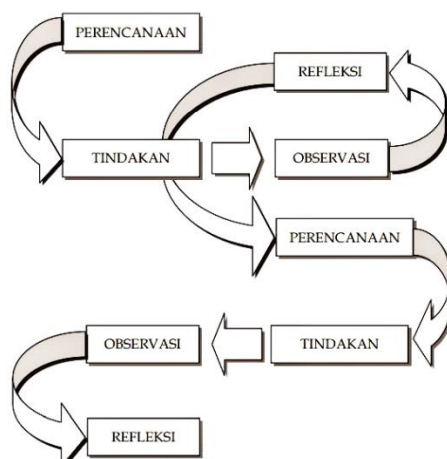 PERENCANAAN
REFLEKSI
TINDAKAN
OBSERVASI
PERENCANAAN
OBSERVASI
TINDAKAN
REFLEKSI